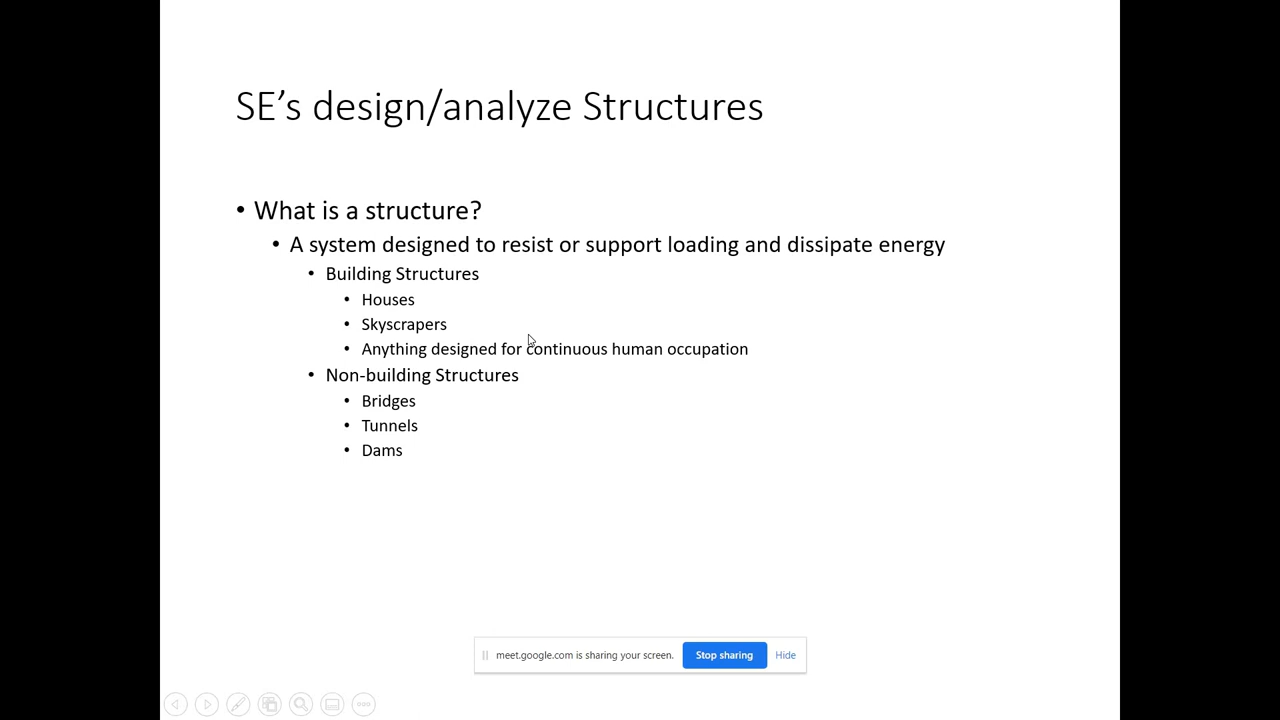 SE’s design/analyze Structures
• What is a structure?
• A system designed to resist or support loading and dissipate energy
• Building Structures
• Houses
• Skyscrapers
• Anything designed for continuous human occupation
• Non-building Structures
• Bridges
• Tunnels
• Dams
meet.google.com is sharing your screen. Stop sharing Hide